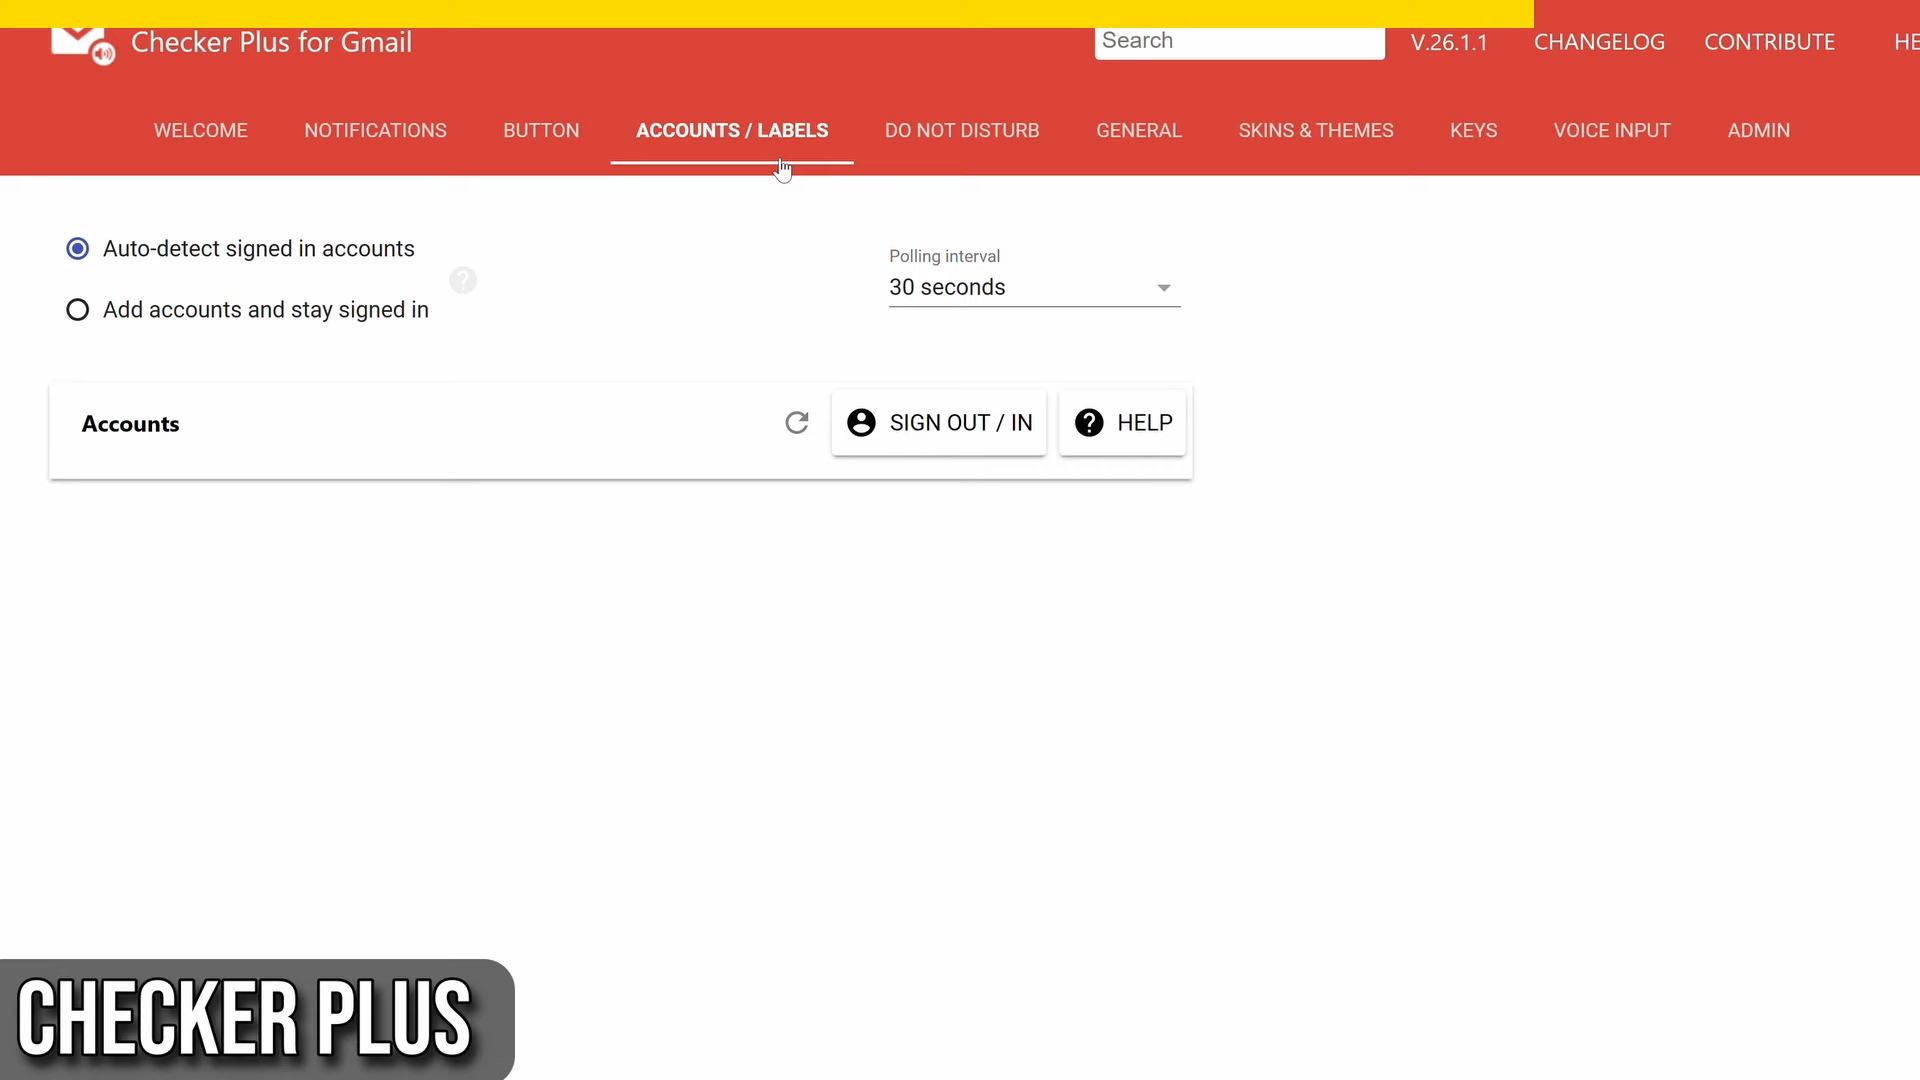 Checker Plus for Gmail
Search
V.26.1.1
CHANGELOG
CONTRIBUTE
HE
WELCOME
NOTIFICATIONS
BUTTON
ACCOUNTS / LABELS
DO NOT DISTURB
GENERAL
SKINS & THEMES
KEYS
VOICE INPUT
ADMIN
Auto-detect signed in accounts
?
Add accounts and stay signed in
Polling interval
30 seconds
Accounts
SIGN OUT / IN
? HELP
CHECKER PLUS